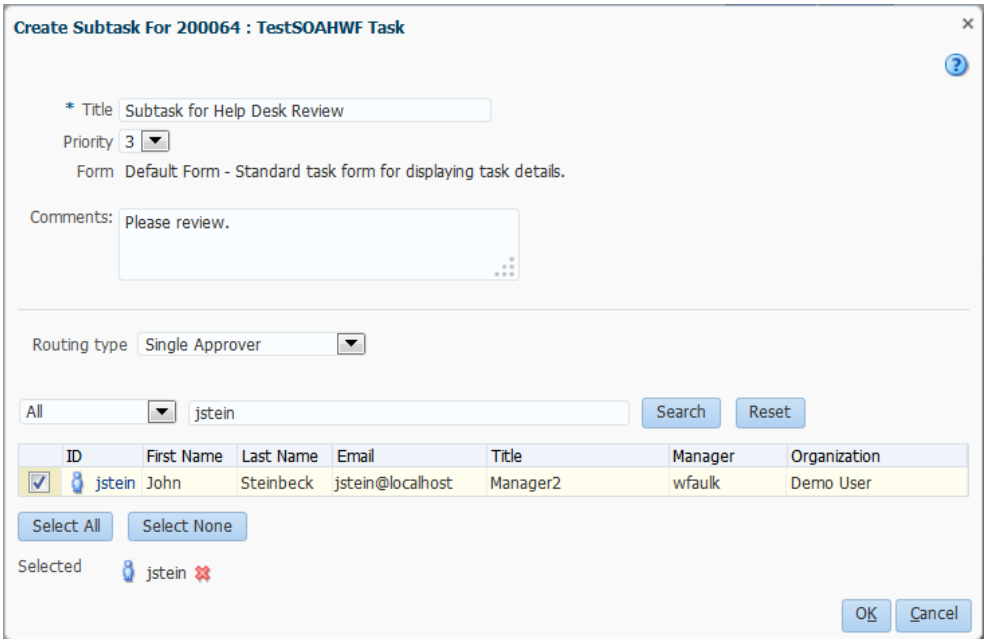 Create Subtask For 200064 : TestSOAHWF Task
* Title Subtask for Help Desk Review
Priority 3
Form Default Form - Standard task form for displaying task details.
Comments: Please review.
Routing type Single Approver
All jstein Search Reset
ID First Name Last Name Email Title Manager Organization
jstein John Steinbeck jstein@localhost Manager2 wfaulk Demo User
Select All Select None
Selected jstein
OK Cancel